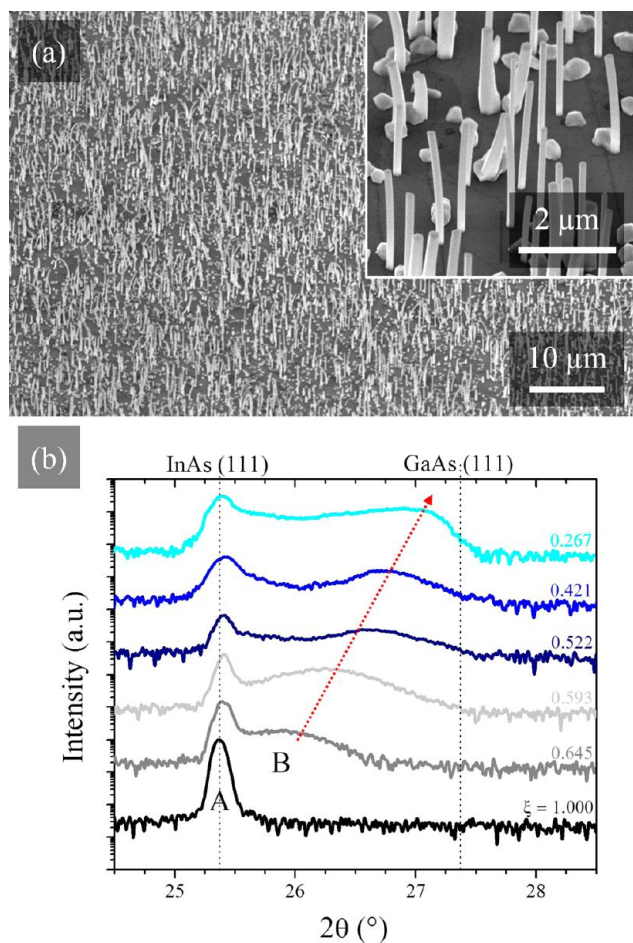 (a)
2 µm
10 µm
(b)
InAs (111)
GaAs (111)
0.267
0.421
0.522
0.593
0.645
ξ = 1.000
A
B
Intensity (a.u.)
25
26
27
28
2θ (°)